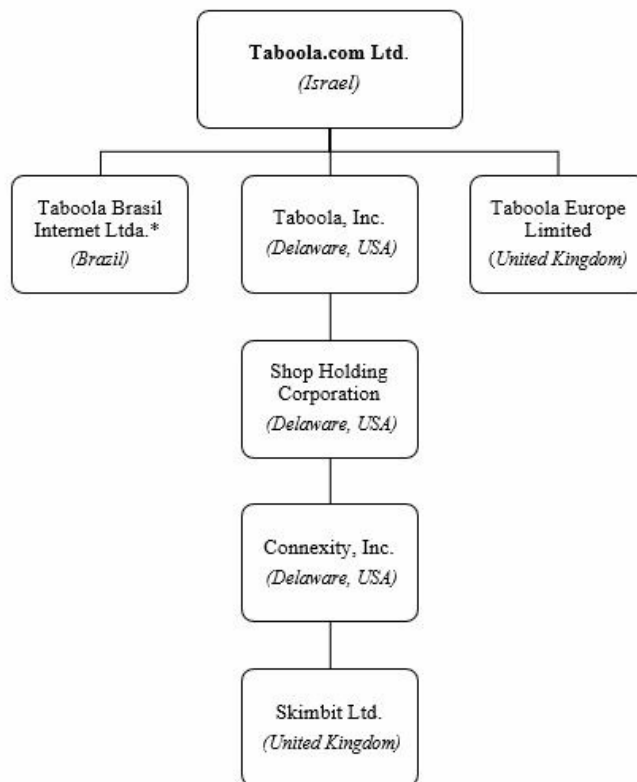 Taboola.com Ltd.
(Israel)
Taboola Brasil
Internet Ltda.*
(Brazil)
Taboola, Inc.
(Delaware, USA)
Taboola Europe
Limited
(United Kingdom)
Shop Holding
Corporation
(Delaware, USA)
Connexity, Inc.
(Delaware, USA)
Skimbit Ltd.
(United Kingdom)